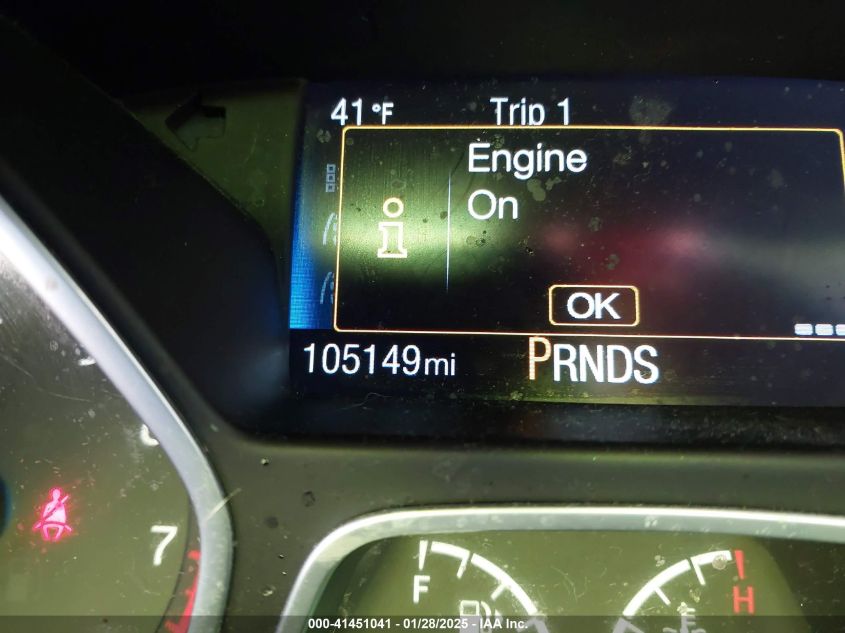 41°F Trip 1
Engine
On
i
OK
105149mi PRNDS
7
F
H
000-41451041 / 01/28/2025 - IAA Inc.